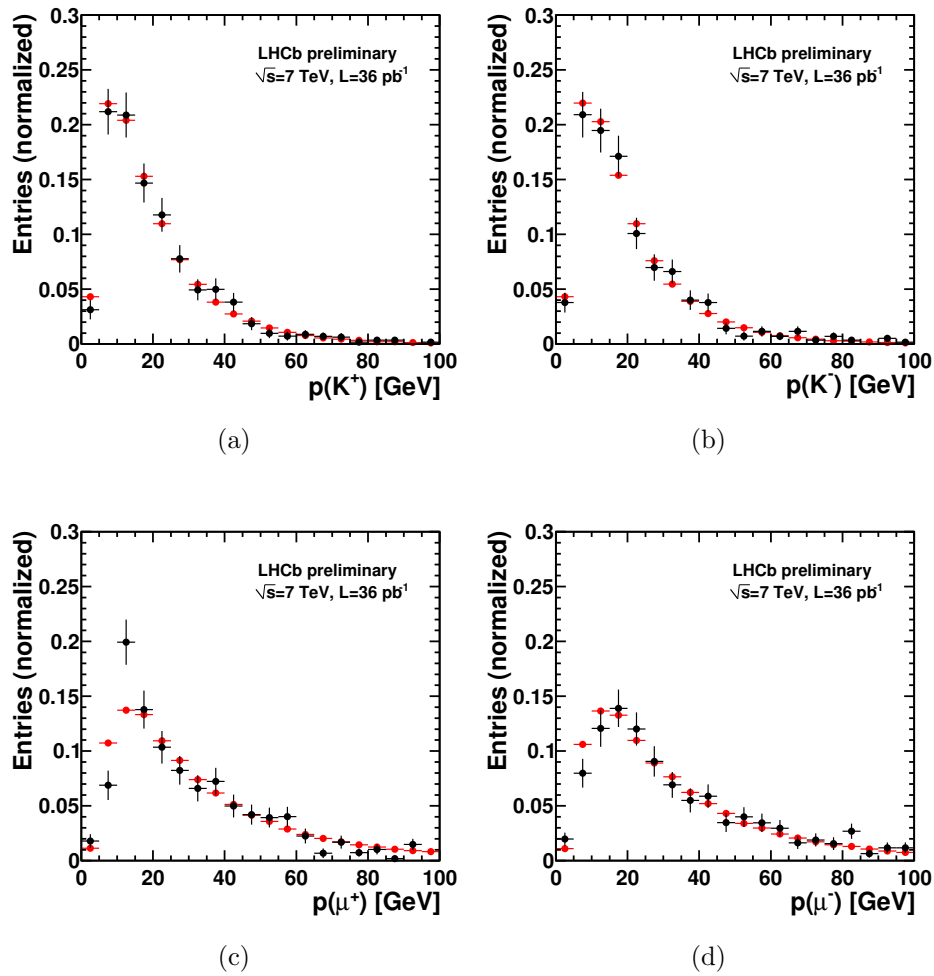 Entries (normalized)
0.3
0.25
0.2
0.15
0.1
0.05
0
LHCb preliminary
√s=7 TeV, L=36 pb-1
0 20 40 60 80 100
p(K+) [GeV]
(a)
Entries (normalized)
0.3
0.25
0.2
0.15
0.1
0.05
0
LHCb preliminary
√s=7 TeV, L=36 pb-1
0 20 40 60 80 100
p(K-) [GeV]
(b)
Entries (normalized)
0.3
0.25
0.2
0.15
0.1
0.05
0
LHCb preliminary
√s=7 TeV, L=36 pb-1
0 20 40 60 80 100
p(μ+) [GeV]
(c)
Entries (normalized)
0.3
0.25
0.2
0.15
0.1
0.05
0
LHCb preliminary
√s=7 TeV, L=36 pb-1
0 20 40 60 80 100
p(μ-) [GeV]
(d)